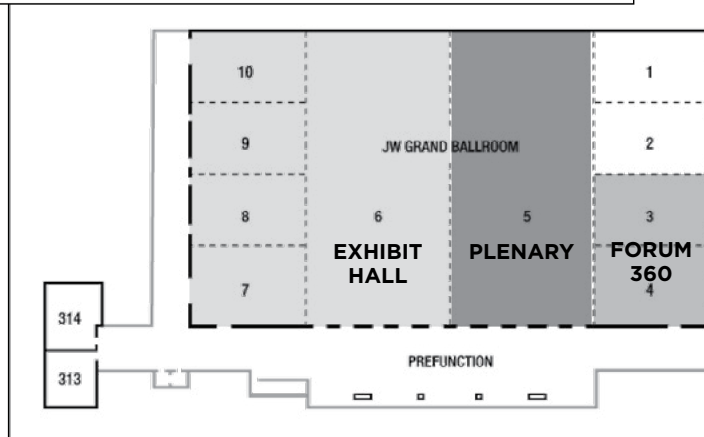 10
1
9
JW GRAND BALLROOM
2
8
6
5
3
EXHIBIT
HALL
PLENARY
FORUM
360
7
4
314
313
PREFUNCTION